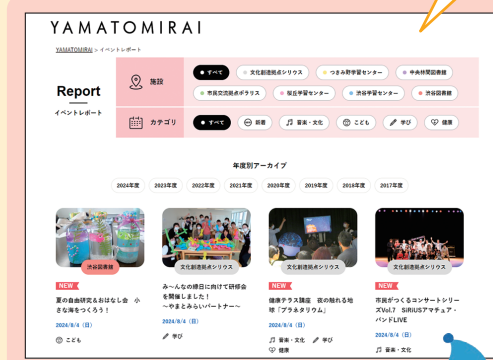 YAMATOMIRAI
YAMATOMIRAI > イベントレポート
Report
イベントレポート
施設
すべて
文化創造拠点シリウス
つきみ野学習センター
中央林間図書館
市民交流拠点ポラリス
桜丘学習センター
渋谷学習センター
渋谷図書館
カテゴリ
すべて
図書
音楽・文化
こども
学び
健康
年度別アーカイブ
2024年度
2023年度
2022年度
2021年度
2020年度
2019年度
2018年度
2017年度
渋谷図書館
NEW
夏の自由研究&おはなし会 小
さな海をつくろう!
2024/8/4(日)
こども
文化創造拠点シリウス
み~んなの縁日に向けて研修会
を開催しました!
~やまとみらいパートナー~
2024/8/4(日)
学び
文化創造拠点シリウス
NEW
健康テラス講座 夜の触れる地
球「プラネタリウム」
2024/8/4(日)
音楽・文化
学び
健康
文化創造拠点シリウス
NEW
市民がつくるコンサートシリー
ズVol.7 SiRiUSアマチュア・
バンドLIVE
2024/8/4(日)
音楽・文化